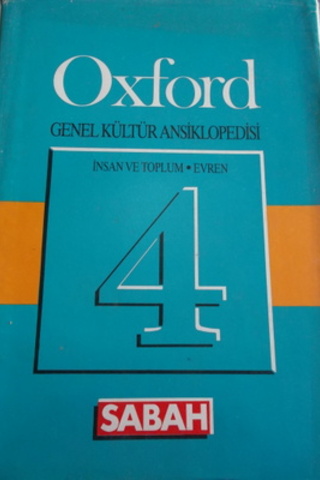 Oxford
GENEL KÜLTÜR ANSİKLOPEDİSİ
İNSAN VE TOPLUM • EVREN
4
SABAH